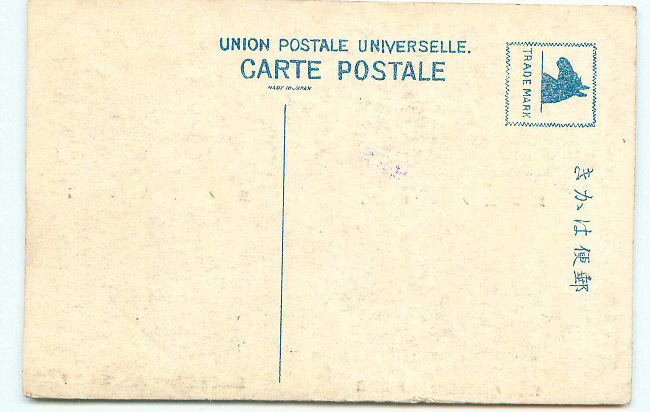 UNION POSTALE UNIVERSELLE.
CARTE POSTALE
MADE IN JAPAN
TRADE MARK
郵便はかき